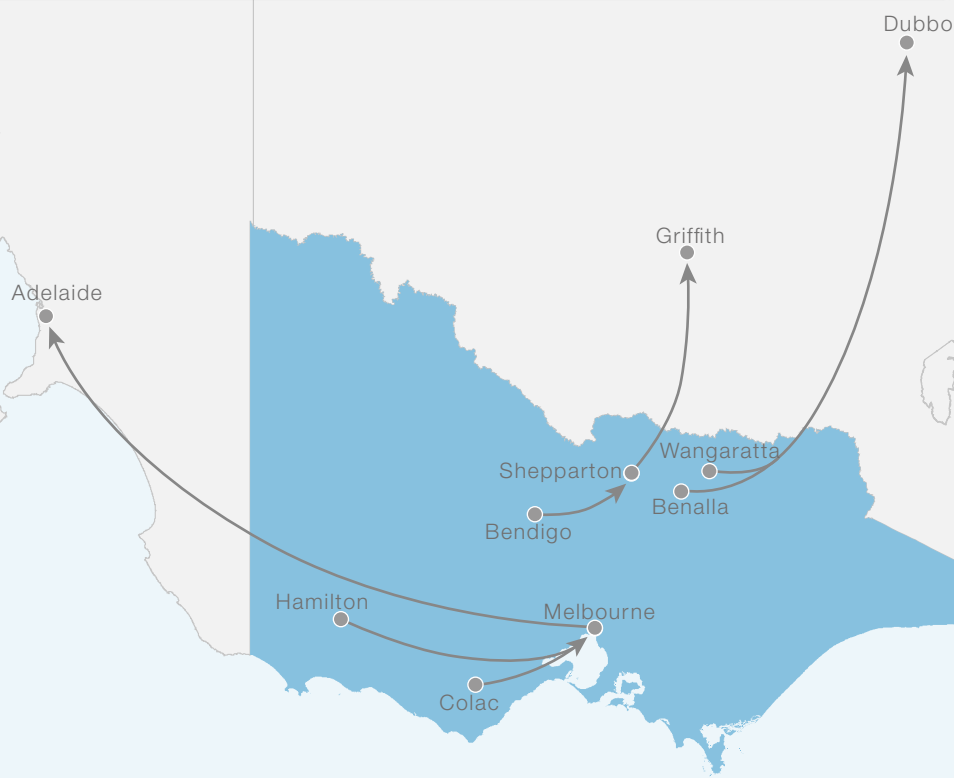 Dubbo
Griffith
Adelaide
Wangaratta
Shepparton
Benalla
Bendigo
Hamilton
Melbourne
Colac